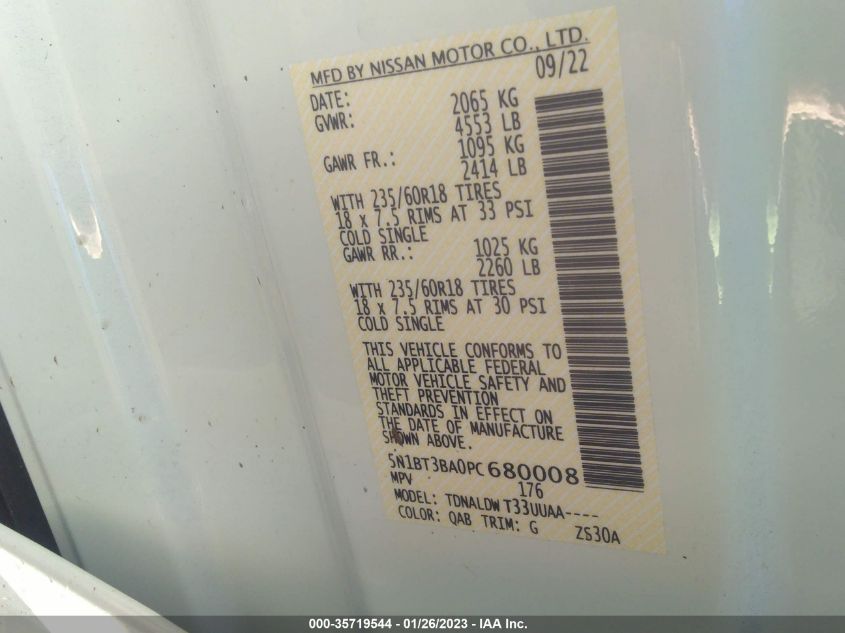 MFD BY NISSAN MOTOR CO., LTD.
DATE: 09/22
GVWR: 2065 KG
4553 LB
GAWR FR.: 1095 KG
2414 LB
WITH 235/60R18 TIRES
18 x 7.5 RIMS AT 33 PSI
COLD SINGLE
GAWR RR.: 1025 KG
2260 LB
WITH 235/60R18 TIRES
18 x 7.5 RIMS AT 30 PSI
COLD SINGLE
THIS VEHICLE CONFORMS TO
ALL APPLICABLE FEDERAL
MOTOR VEHICLE SAFETY AND
THEFT PREVENTION
STANDARDS IN EFFECT ON
THE DATE OF MANUFACTURE
SHOWN ABOVE.
5N1BT3BA0PC680008
MPV 176
MODEL: TDNALDW T33UUAA----
COLOR: QAB TRIM: G ZS30A
000-35719544 - 01/26/2023 - IAA Inc.